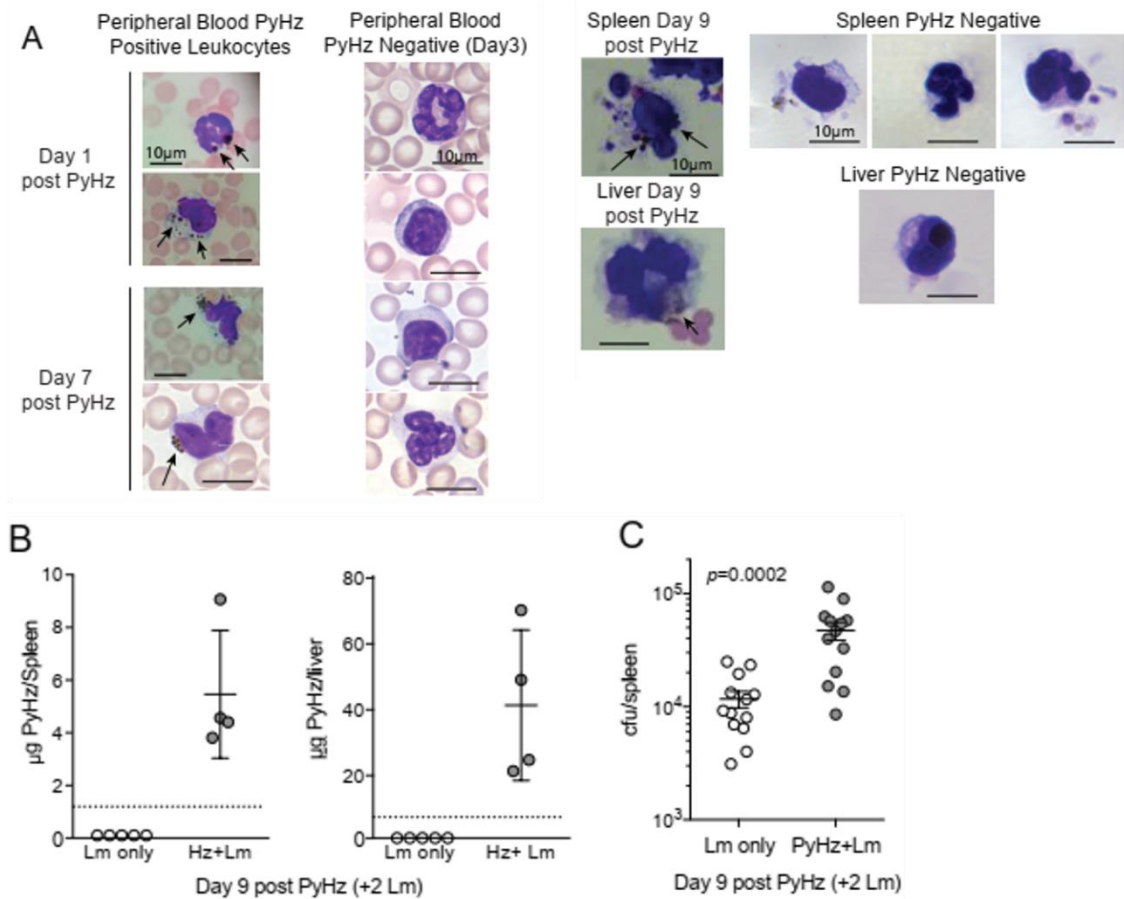 A
Peripheral Blood PyHz
Positive Leukocytes
Peripheral Blood
PyHz Negative (Day3)
Day 1
post PyHz
10µm
10µm
Day 7
post PyHz
Spleen Day 9
post PyHz
10µm
Liver Day 9
post PyHz
Spleen PyHz Negative
10µm
Liver PyHz Negative
B
µg PyHz/Spleen
10
8
6
4
2
0
Lm only
Hz+Lm
µg PyHz/liver
80
60
40
20
0
Lm only
Hz+ Lm
Day 9 post PyHz (+2 Lm)
C
p=0.0002
cfu/spleen
10⁵
10⁴
10³
Lm only
PyHz+Lm
Day 9 post PyHz (+2 Lm)